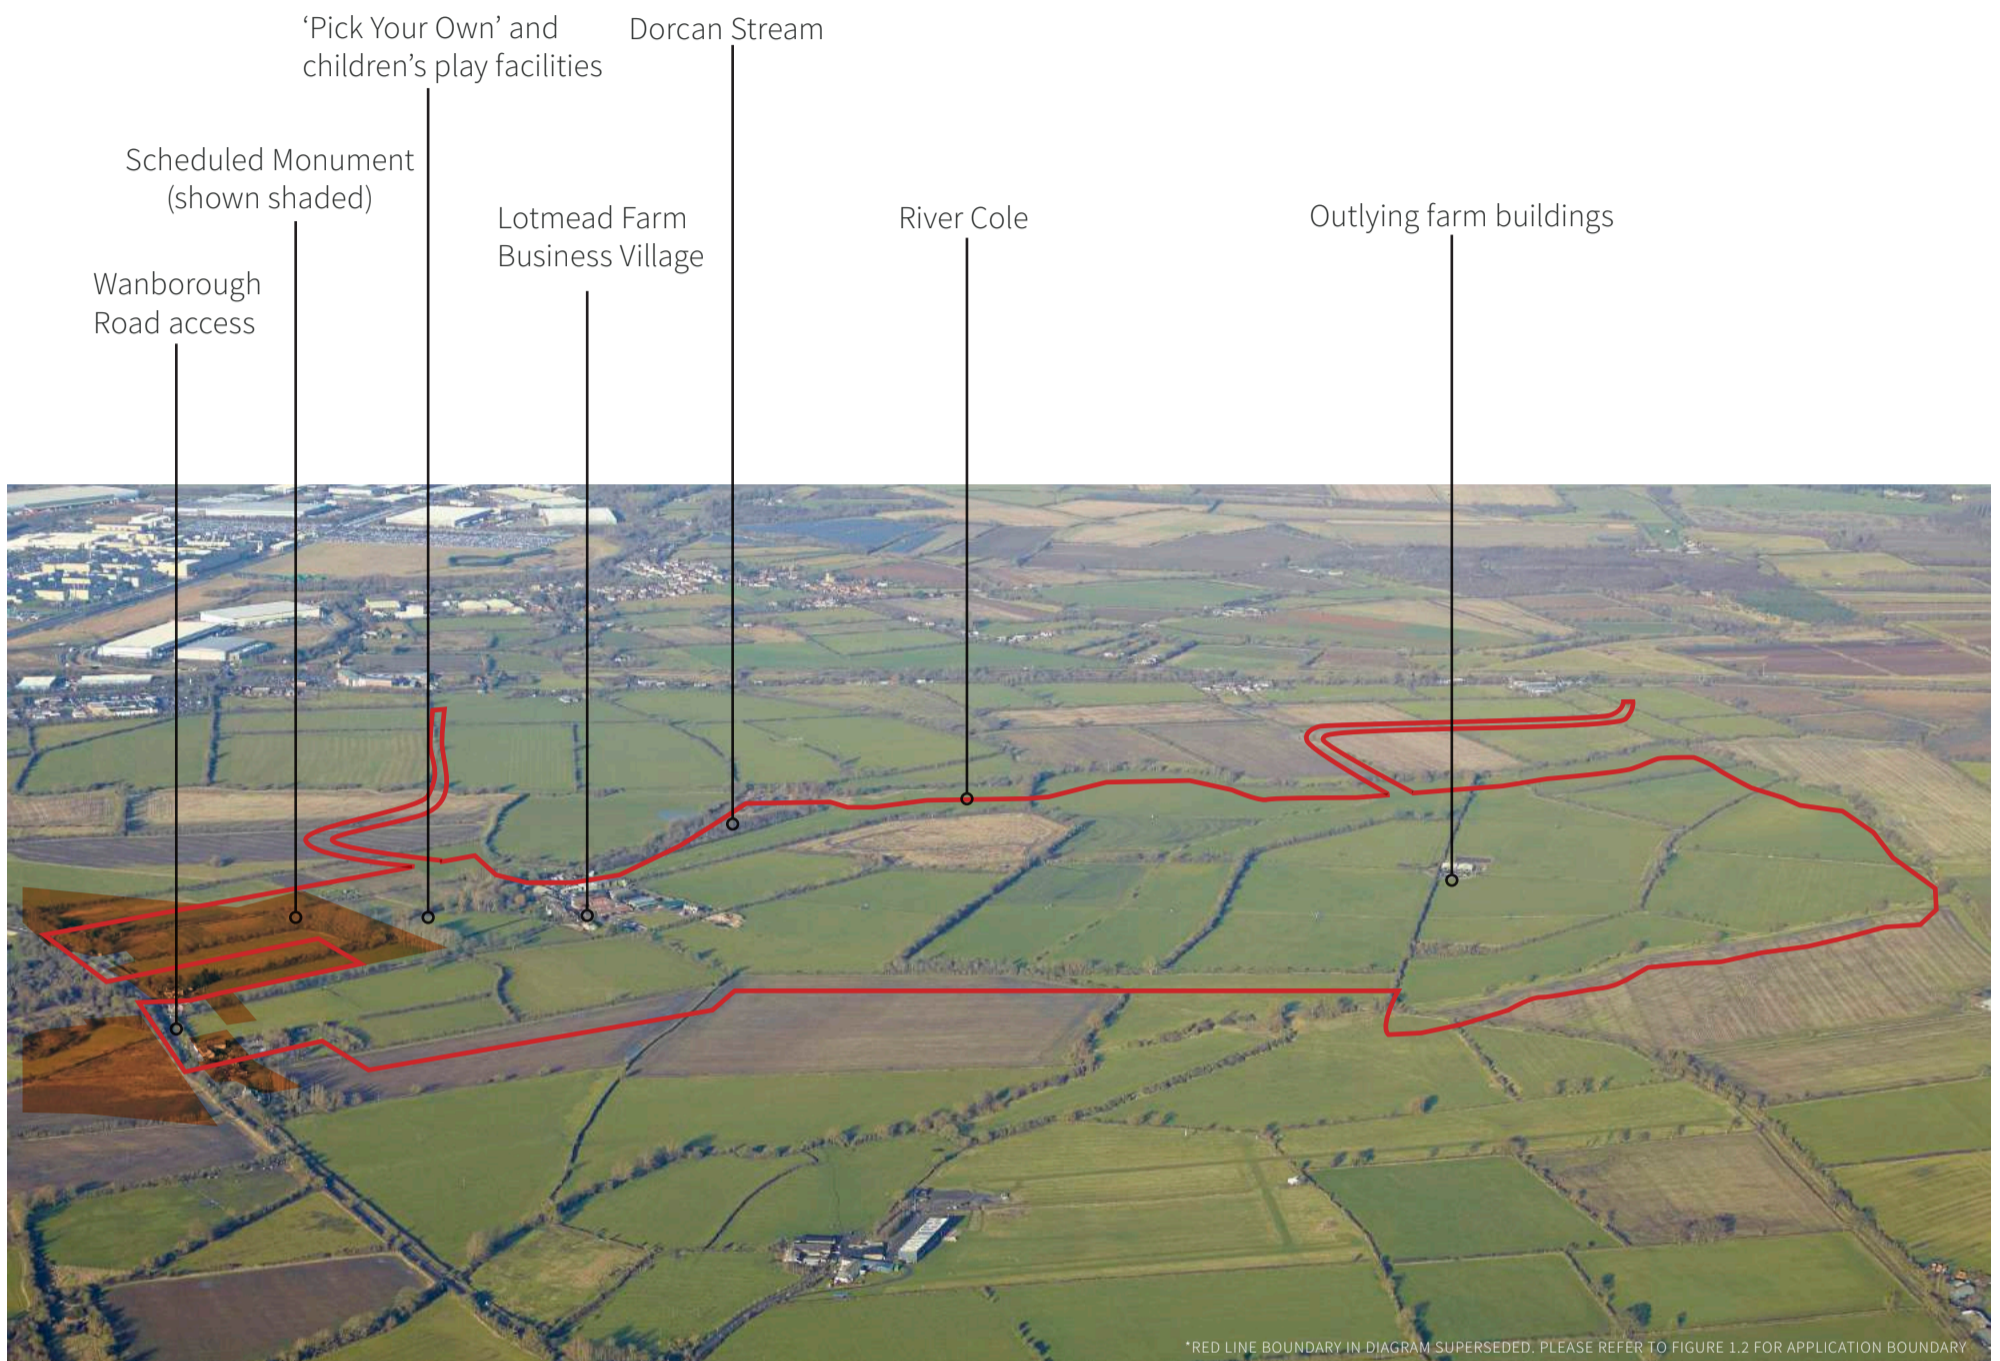 ‘Pick Your Own’ and
children’s play facilities
Dorcan Stream
Scheduled Monument
(shown shaded)
Lotmead Farm
Business Village
River Cole
Outlying farm buildings
Wanborough
Road access
*RED LINE BOUNDARY IN DIAGRAM SUPERSEDED. PLEASE REFER TO FIGURE 1.2 FOR APPLICATION BOUNDARY